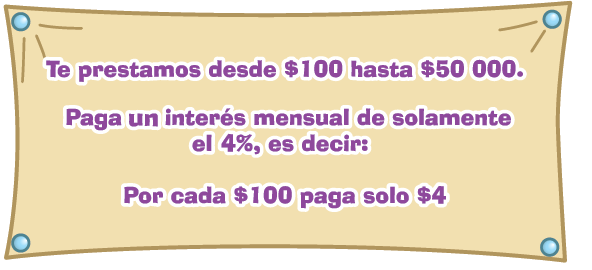 Te prestamos desde $100 hasta $50 000.
Paga un interés mensual de solamente
el 4%, es decir:
Por cada $100 paga solo $4